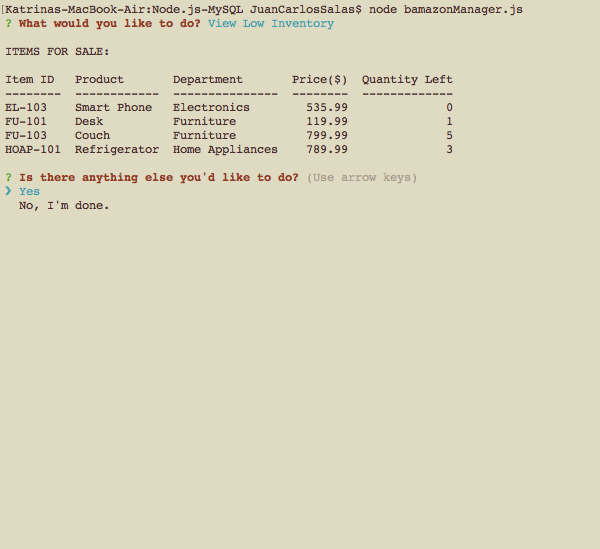 [Katrinas-MacBook-Air:Node.js-MySQL JuanCarlosSalas$ node bamazonManager.js
? What would you like to do? View Low Inventory
ITEMS FOR SALE:
Item ID  Product  Department  Price($)  Quantity Left
--------  ------------  ---------------  --------  -------------
EL-103  Smart Phone  Electronics  535.99  0
FU-101  Desk  Furniture  119.99  1
FU-103  Couch  Furniture  799.99  5
HOAP-101  Refrigerator  Home Appliances  789.99  3
? Is there anything else you'd like to do? (Use arrow keys)
❯ Yes
No, I'm done.